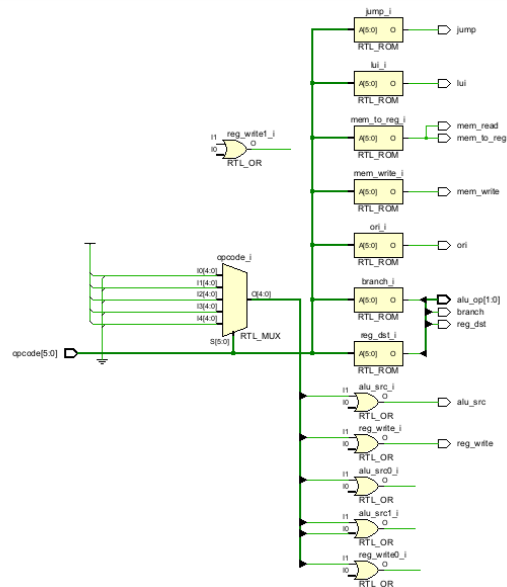 jump_i
A[5:0] O
RTL_ROM
jump
lui_i
A[5:0] O
RTL_ROM
lui
mem_to_reg_i
A[5:0] O
RTL_ROM
mem_read
mem_to_reg
reg_write1_i
I1
I0
O
RTL_OR
mem_write_i
A[5:0] O
RTL_ROM
mem_write
ori_i
A[5:0] O
RTL_ROM
ori
opcode_i
I0[4:0]
I1[4:0]
I2[4:0]
I3[4:0]
I4[4:0]
O[4:0]
S[5:0]
RTL_MUX
opcode[5:0]
branch_i
A[5:0] O
RTL_ROM
alu_op[1:0]
branch
reg_dst
reg_dst_i
A[5:0] O
RTL_ROM
alu_src_i
I1
I0
O
RTL_OR
alu_src
reg_write_i
I1
I0
O
RTL_OR
reg_write
alu_src0_i
I1
I0
O
RTL_OR
alu_src1_i
I1
I0
O
RTL_OR
reg_write0_i
I1
I0
O
RTL_OR